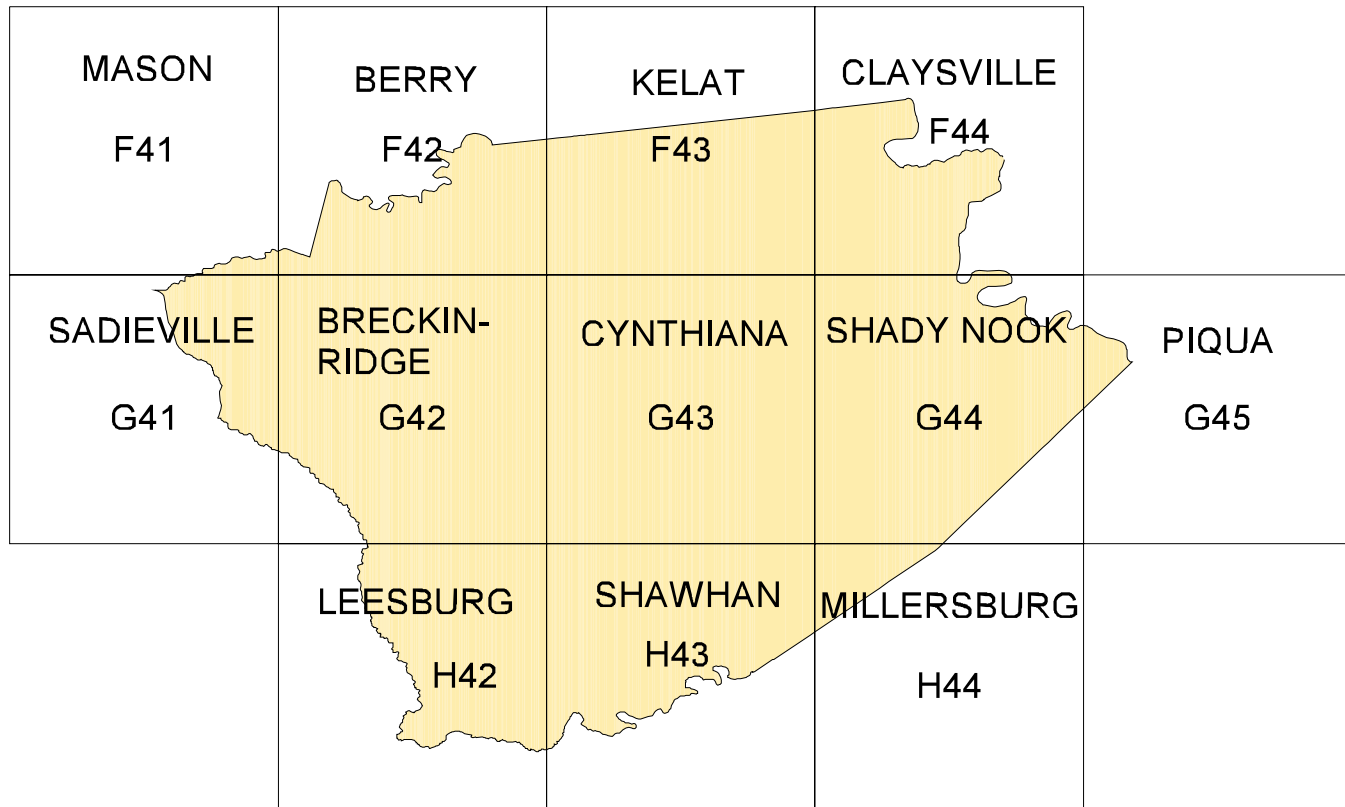 MASON
F41
BERRY
F42
KELAT
F43
CLAYSVILLE
F44
SADIEVILLE
G41
BRECKIN-
RIDGE
G42
CYNTHIANA
G43
SHADY NOOK
G44
PIQUA
G45
LEESBURG
H42
SHAWHAN
H43
MILLERSBURG
H44